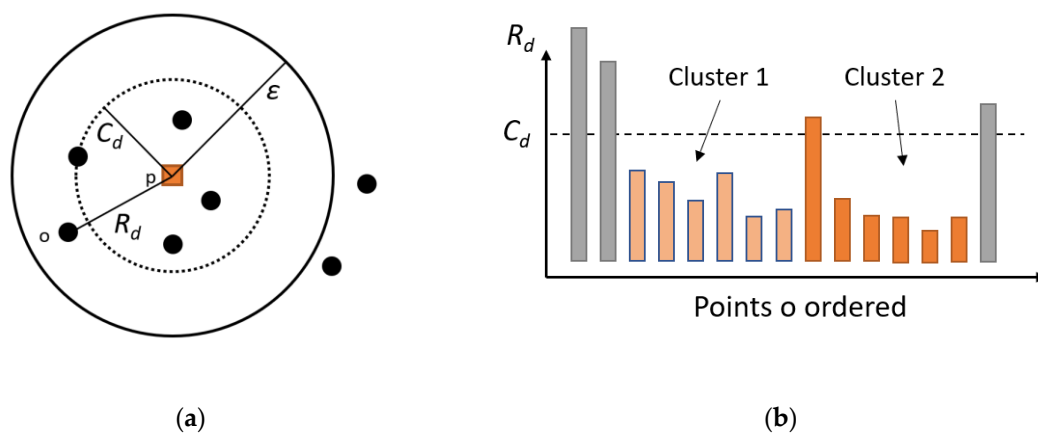 ε
C_d
p
o
R_d
(a)
R_d
Cluster 1
Cluster 2
C_d
Points o ordered
(b)